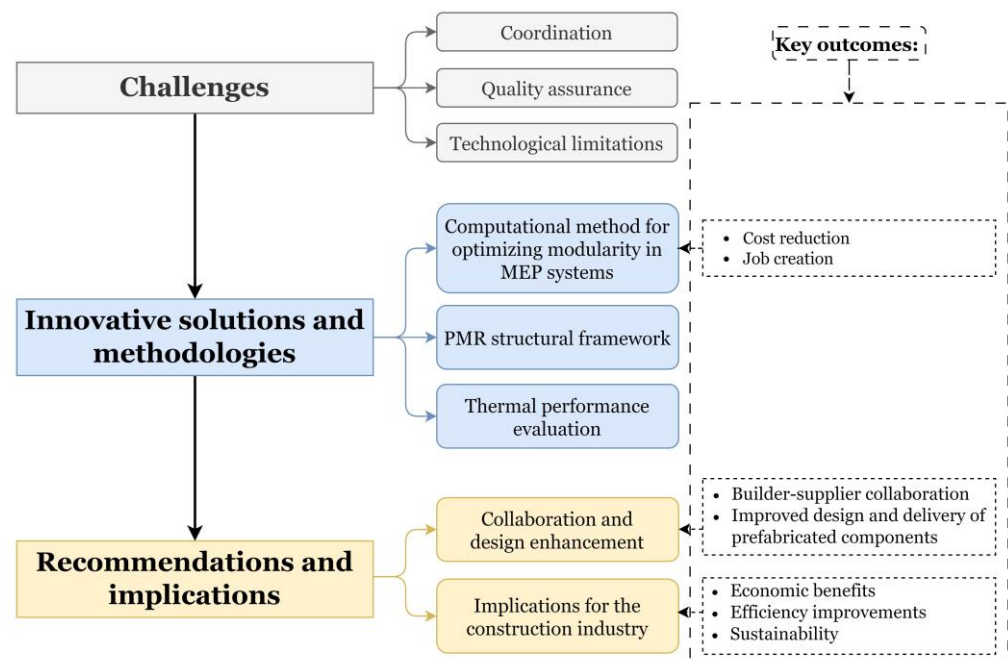 Challenges
Coordination
Quality assurance
Technological limitations
Key outcomes:
Innovative solutions and
methodologies
Computational method for
optimizing modularity in
MEP systems
• Cost reduction
• Job creation
PMR structural framework
Thermal performance
evaluation
Recommendations and
implications
Collaboration and
design enhancement
• Builder-supplier collaboration
• Improved design and delivery of
prefabricated components
Implications for the
construction industry
• Economic benefits
• Efficiency improvements
• Sustainability